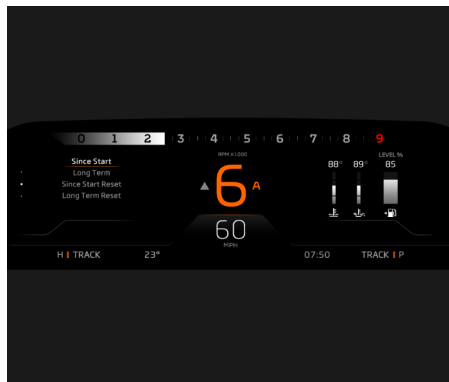 0 1 2 3 4 5 6 7 8 9
RPM X1000
LEVEL %
Since Start
Long Term
Since Start Reset
Long Term Reset
6 A
88° 89° 85
60
MPH
H I TRACK 23° 07:50 TRACK I P